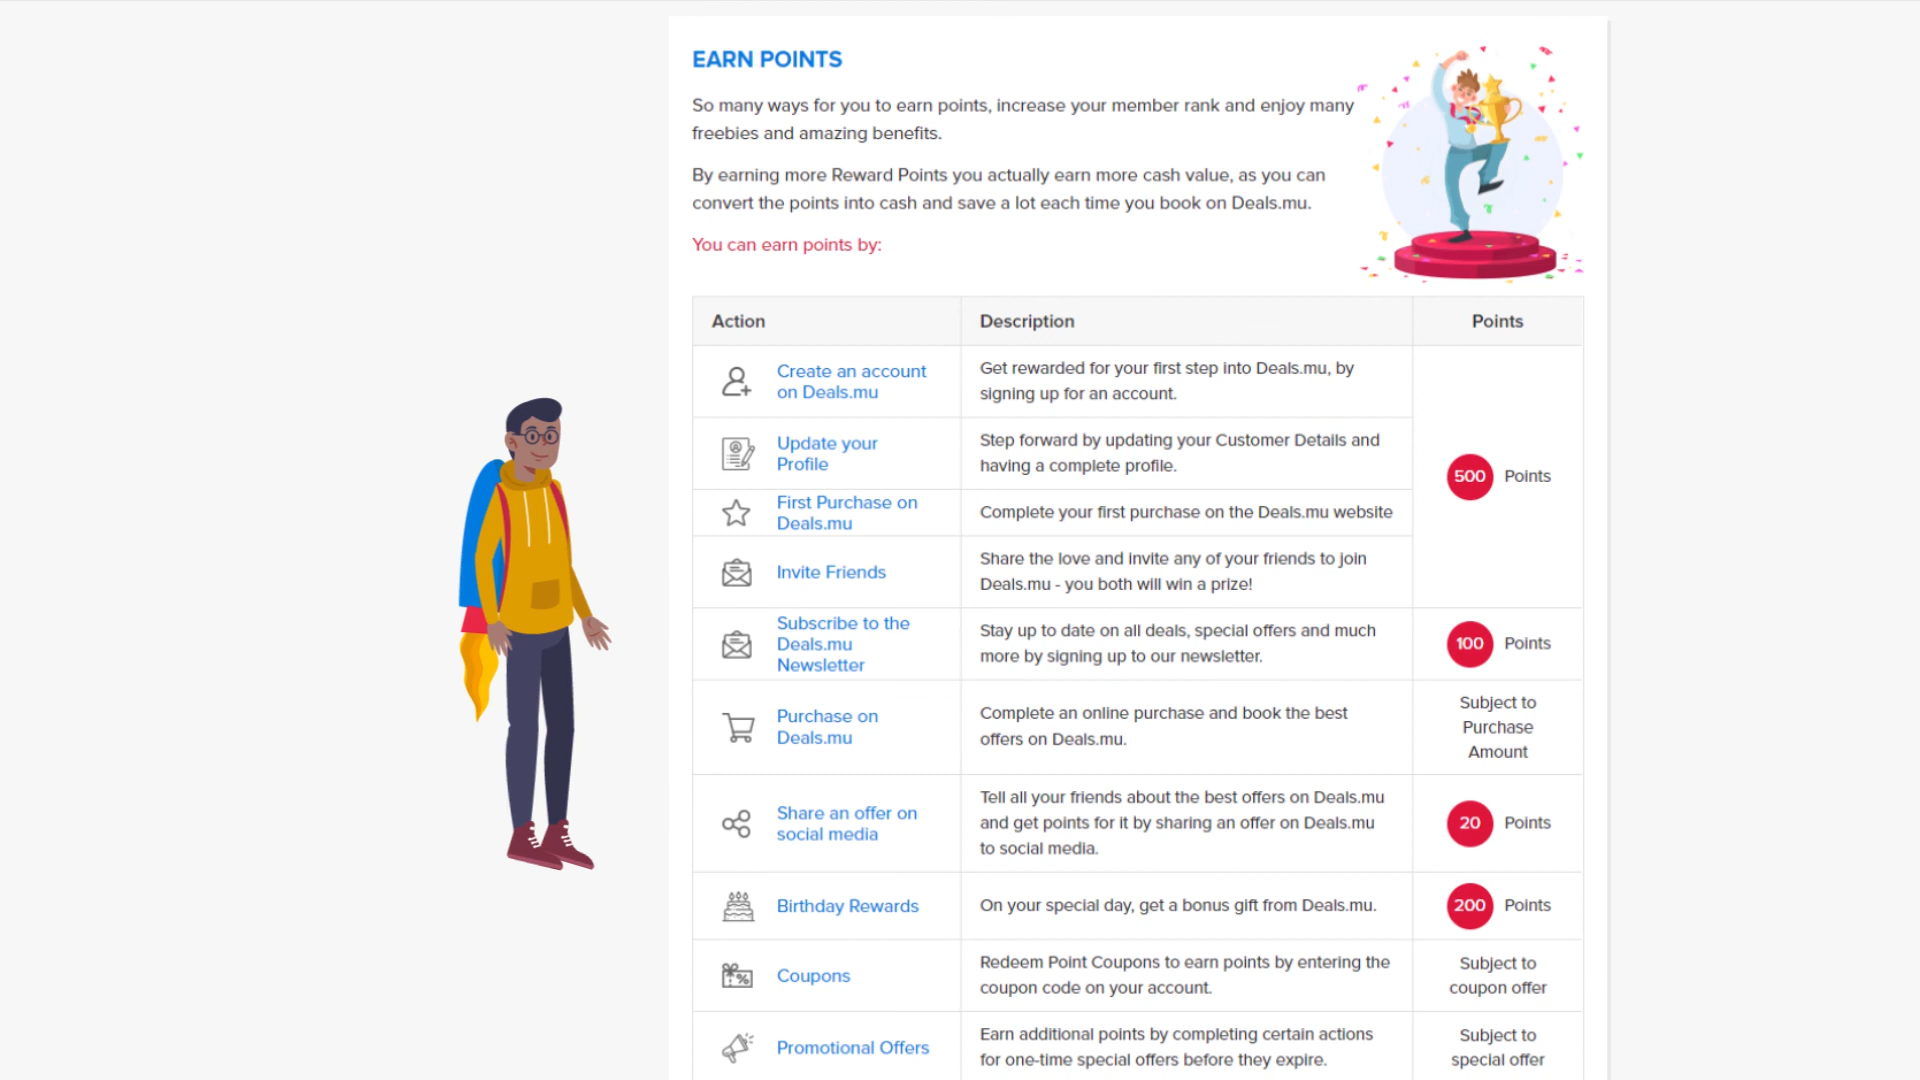 EARN POINTS
So many ways for you to earn points, increase your member rank and enjoy many
freebies and amazing benefits.
By earning more Reward Points you actually earn more cash value, as you can
convert the points into cash and save a lot each time you book on Deals.mu.
You can earn points by:
Action
Description
Points
Create an account
on Deals.mu
Get rewarded for your first step into Deals.mu, by
signing up for an account.
Update your
Profile
Step forward by updating your Customer Details and
having a complete profile.
500 Points
First Purchase on
Deals.mu
Complete your first purchase on the Deals.mu website
Invite Friends
Share the love and invite any of your friends to join
Deals.mu - you both will win a prize!
Subscribe to the
Deals.mu
Newsletter
Stay up to date on all deals, special offers and much
more by signing up to our newsletter.
100 Points
Purchase on
Deals.mu
Complete an online purchase and book the best
offers on Deals.mu.
Subject to
Purchase
Amount
Share an offer on
social media
Tell all your friends about the best offers on Deals.mu
and get points for it by sharing an offer on Deals.mu
to social media.
20 Points
Birthday Rewards
On your special day, get a bonus gift from Deals.mu.
200 Points
Coupons
Redeem Point Coupons to earn points by entering the
coupon code on your account.
Subject to
coupon offer
Promotional Offers
Earn additional points by completing certain actions
for one-time special offers before they expire.
Subject to
special offer